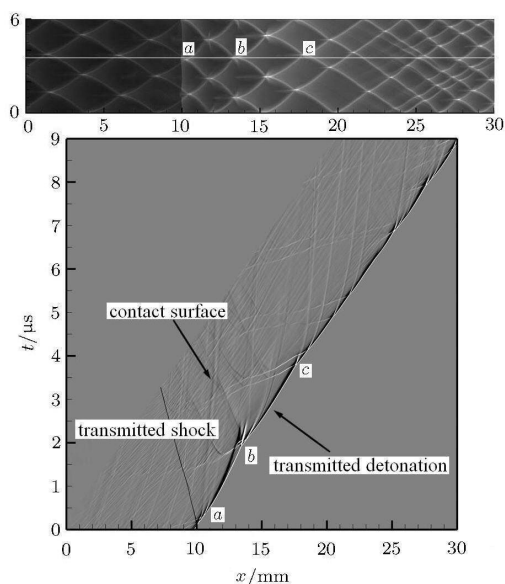 6
a b c
0
0 5 10 15 20 25 30
9
8
7
6
contact surface
5
t/µs
4
c
3
transmitted shock
2
b
transmitted detonation
1
a
0
0 5 10 15 20 25 30
x/mm